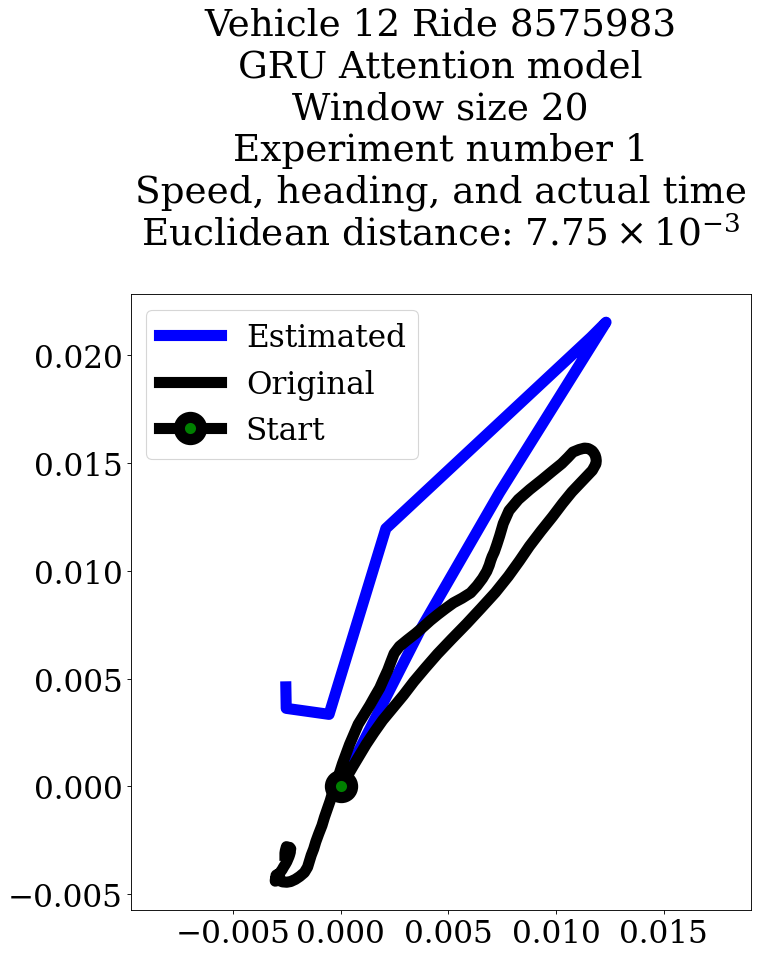 Vehicle 12 Ride 8575983
GRU Attention model
Window size 20
Experiment number 1
Speed, heading, and actual time
Euclidean distance: 7.75 × 10⁻³
Estimated
Original
Start
0.020
0.015
0.010
0.005
0.000
−0.005
−0.005 0.000 0.005 0.010 0.015